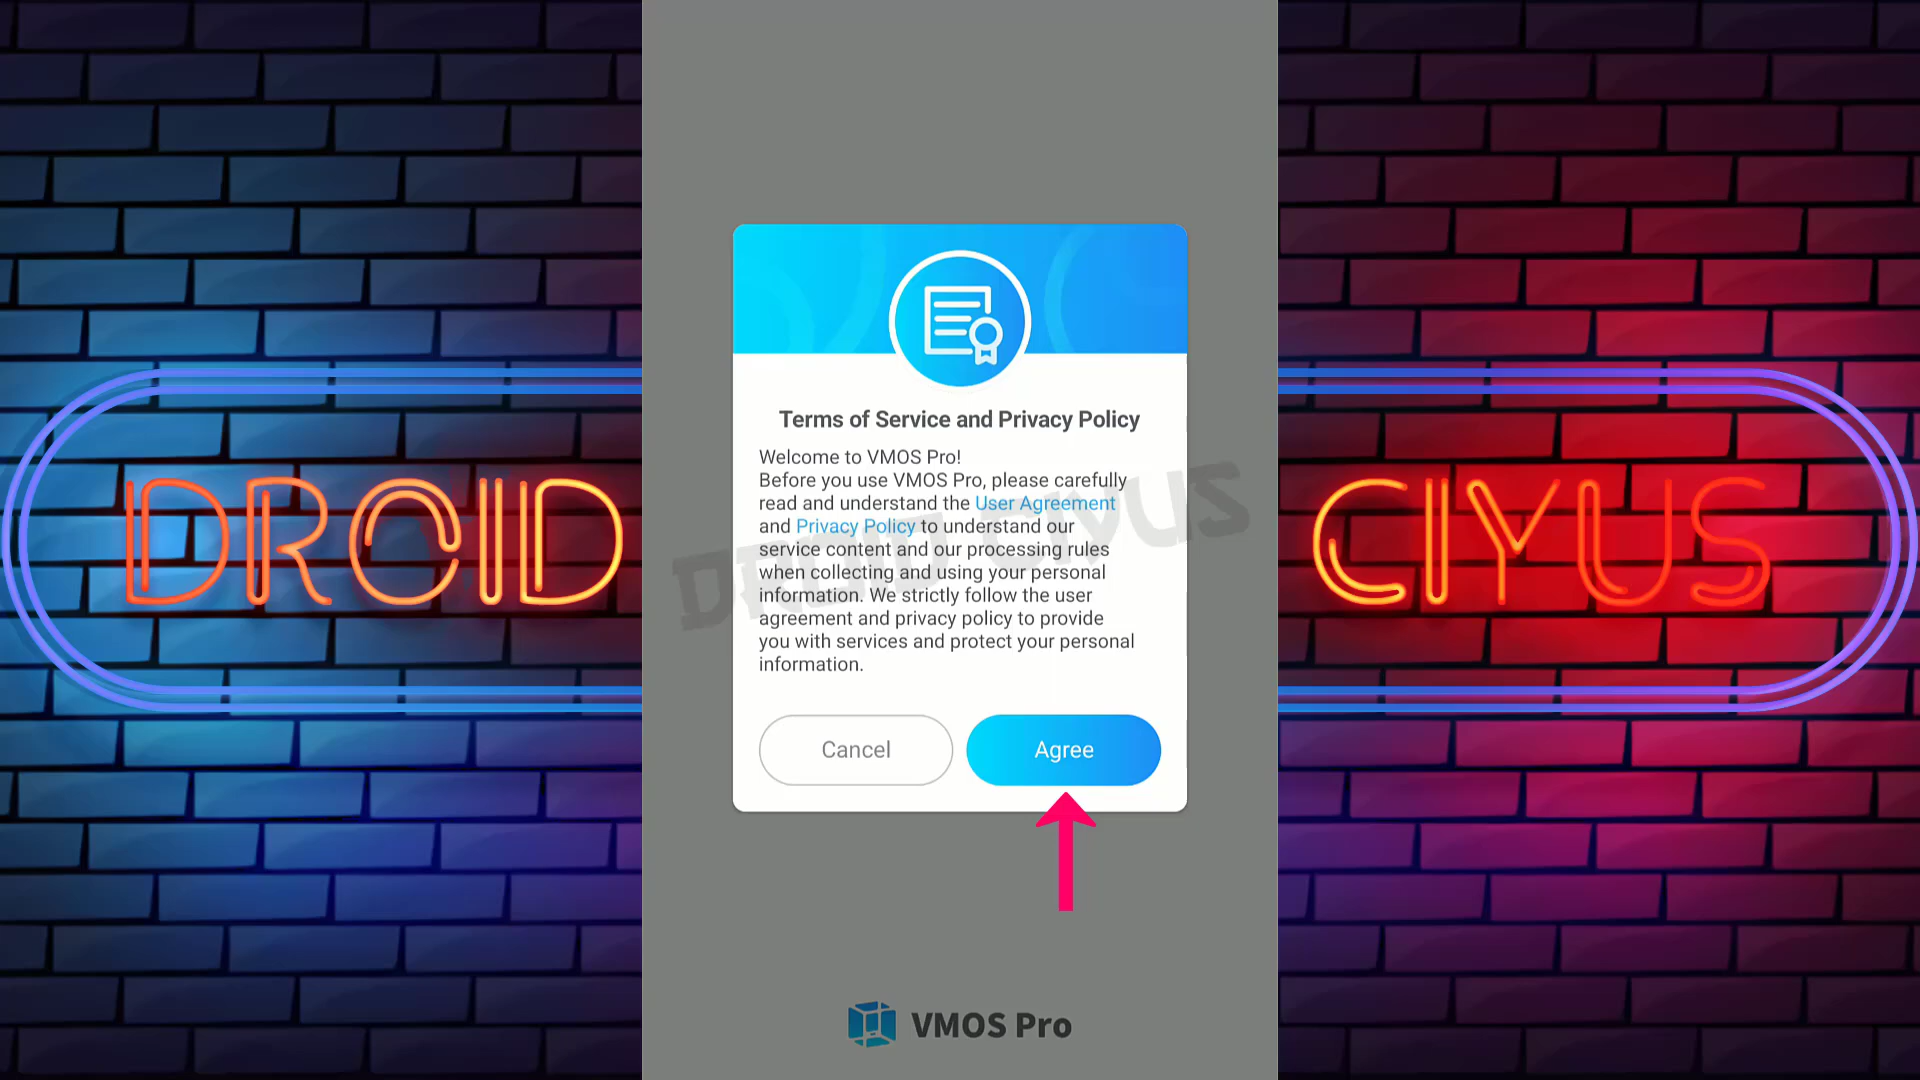 DROID
CIYUS
Terms of Service and Privacy Policy
Welcome to VMOS Pro!
Before you use VMOS Pro, please carefully
read and understand the User Agreement
and Privacy Policy to understand our
service content and our processing rules
when collecting and using your personal
information. We strictly follow the user
agreement and privacy policy to provide
you with services and protect your personal
information.
DROID CIYUS
Cancel
Agree
VMOS Pro